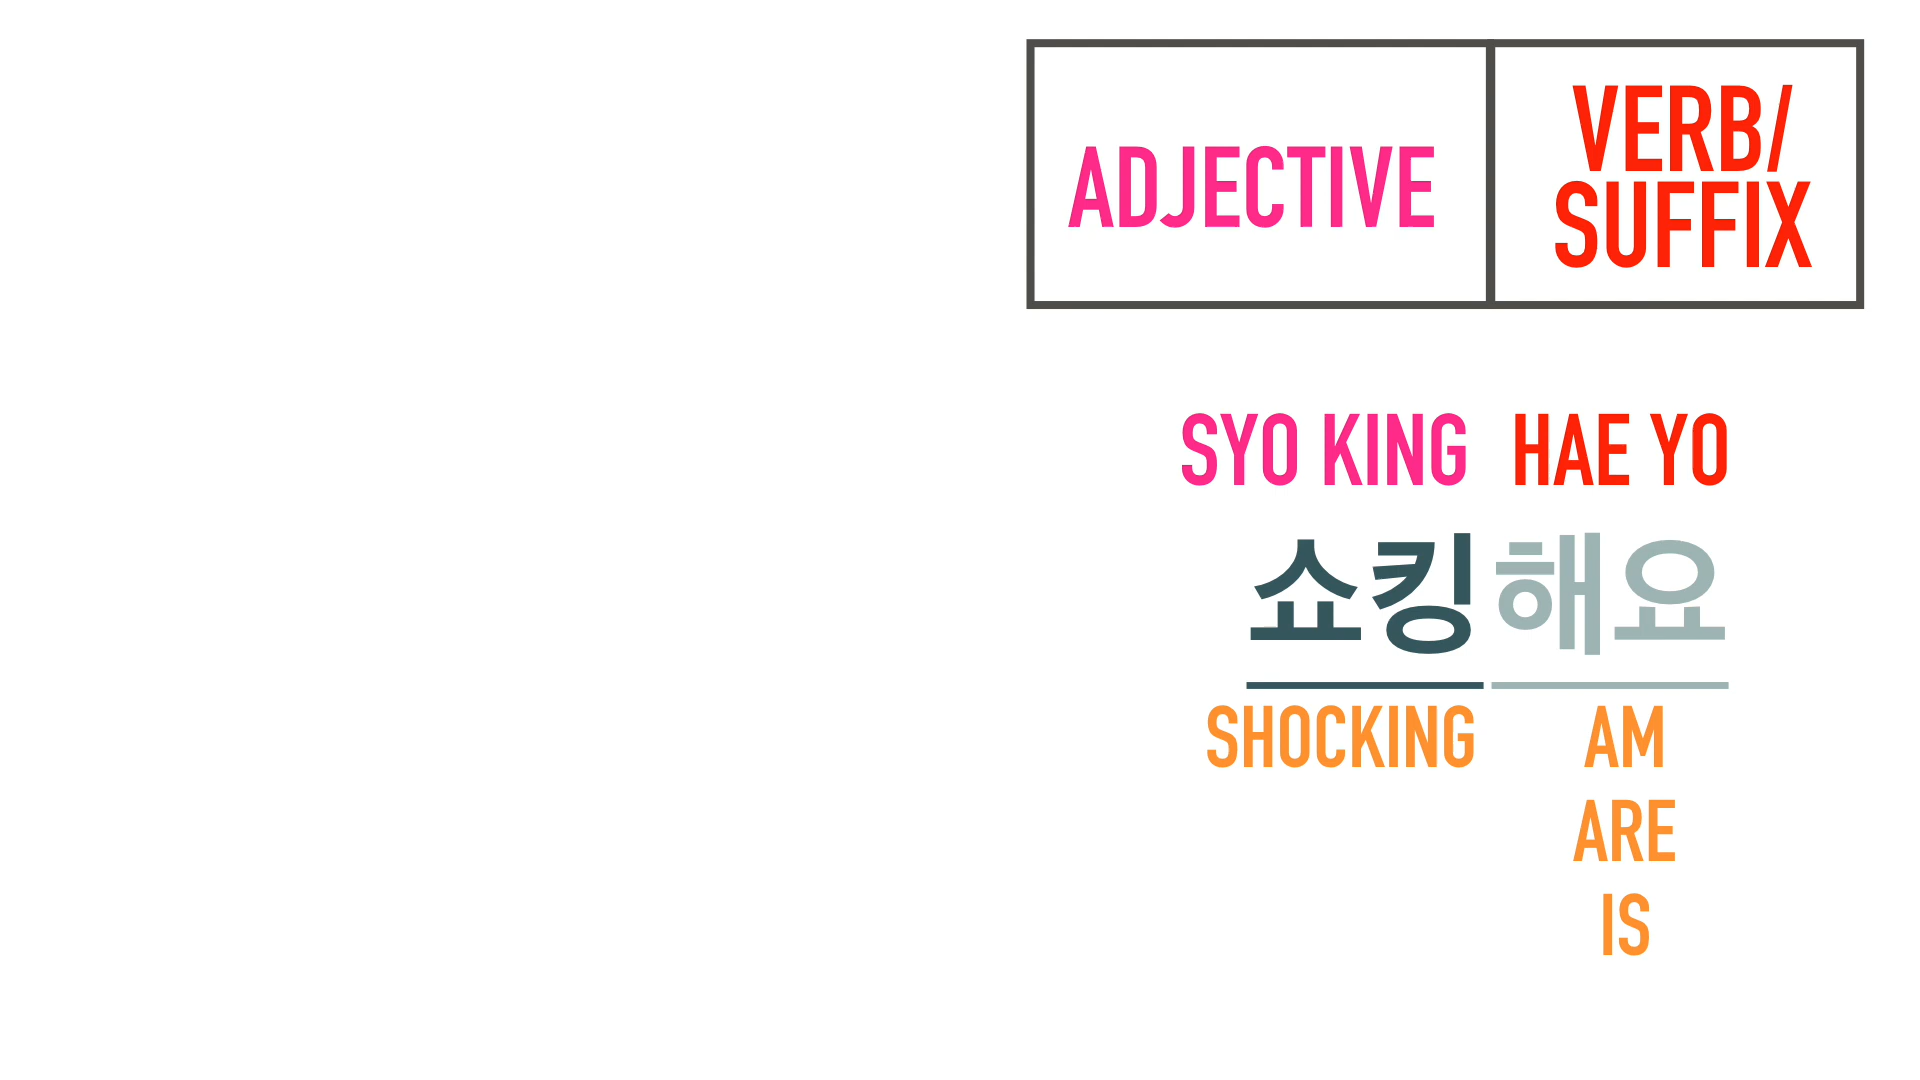 ADJECTIVE
VERB/
SUFFIX
SYO KING HAE YO
쇼킹해요
SHOCKING AM
ARE
IS